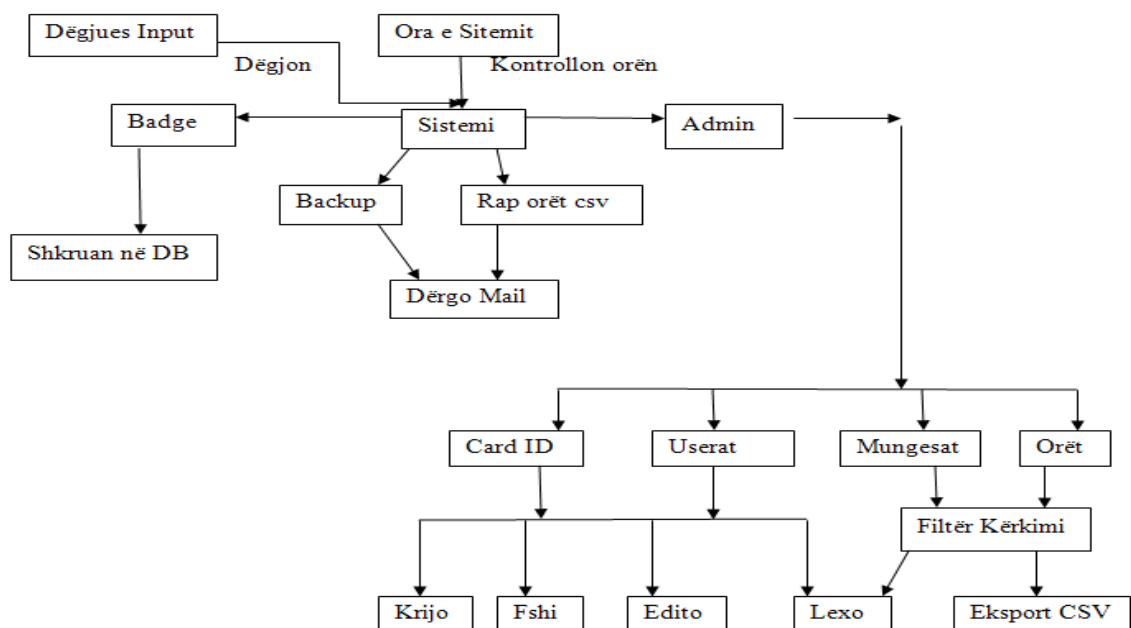 Dëgjues Input
Ora e Sitemit
Dëgjon
Kontrollon orën
Badge
Sistemi
Admin
Backup
Rap orët csv
Shkruan në DB
Dërgo Mail
Card ID
Userat
Mungesat
Orët
Filtër Kërkimi
Krijo
Fshi
Edito
Lexo
Eksport CSV